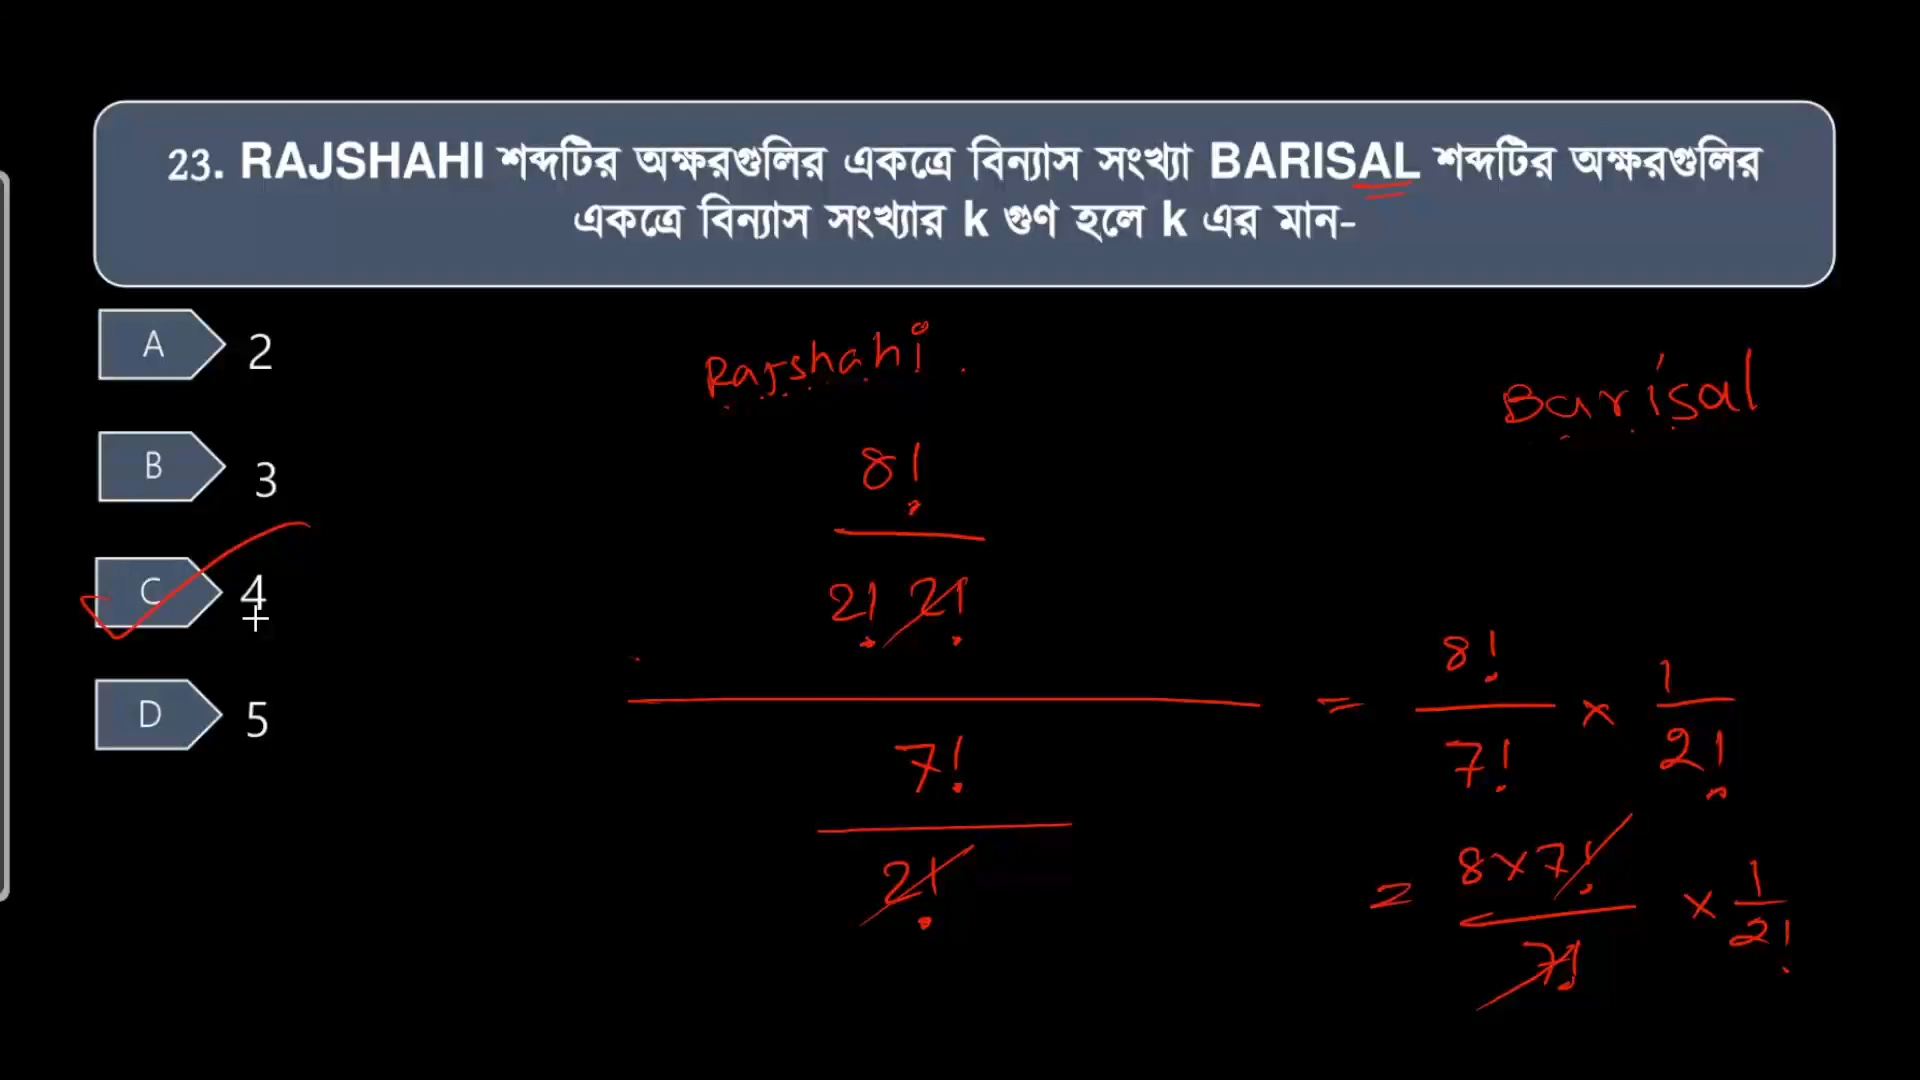 23. RAJSHAHI শব্দটির অক্ষরগুলির একত্রে বিন্যাস সংখ্যা BARISAL শব্দটির অক্ষরগুলির
একত্রে বিন্যাস সংখ্যার k গুণ হলে k এর মান-
A 2
B 3
C 4
D 5
Rajshahi
Barisal
8!
2! 2!
7!
2!
= 8!/7! × 1/2!
= 8×7!/7! × 1/2!